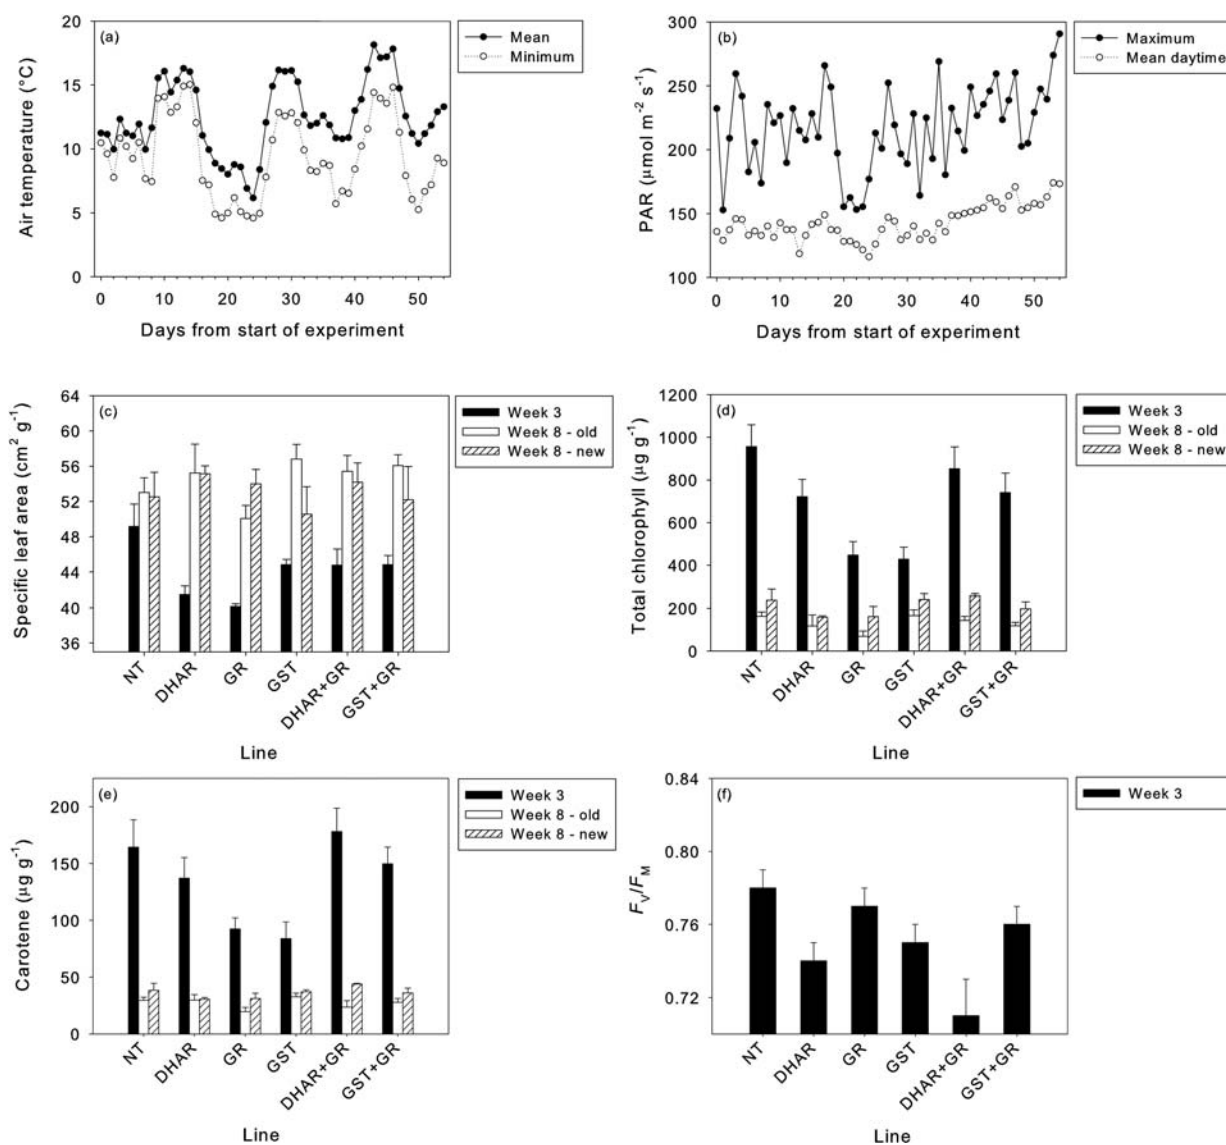 (a)
Mean
Minimum
Air temperature (°C)
20
15
10
5
0
0 10 20 30 40 50
Days from start of experiment
(b)
Maximum
Mean daytime
PAR (μmol m⁻² s⁻¹)
300
250
200
150
100
0 10 20 30 40 50
Days from start of experiment
(c)
Week 3
Week 8 - old
Week 8 - new
Specific leaf area (cm² g⁻¹)
64
60
56
52
48
44
40
36
NT DHAR GR GST DHAR+GR GST+GR
Line
(d)
Week 3
Week 8 - old
Week 8 - new
Total chlorophyll (μg g⁻¹)
1200
1000
800
600
400
200
0
NT DHAR GR GST DHAR+GR GST+GR
Line
(e)
Week 3
Week 8 - old
Week 8 - new
Carotene (μg g⁻¹)
200
150
100
50
0
NT DHAR GR GST DHAR+GR GST+GR
Line
(f)
Week 3
Fᵥ/Fₘ
0.84
0.80
0.76
0.72
NT DHAR GR GST DHAR+GR GST+GR
Line